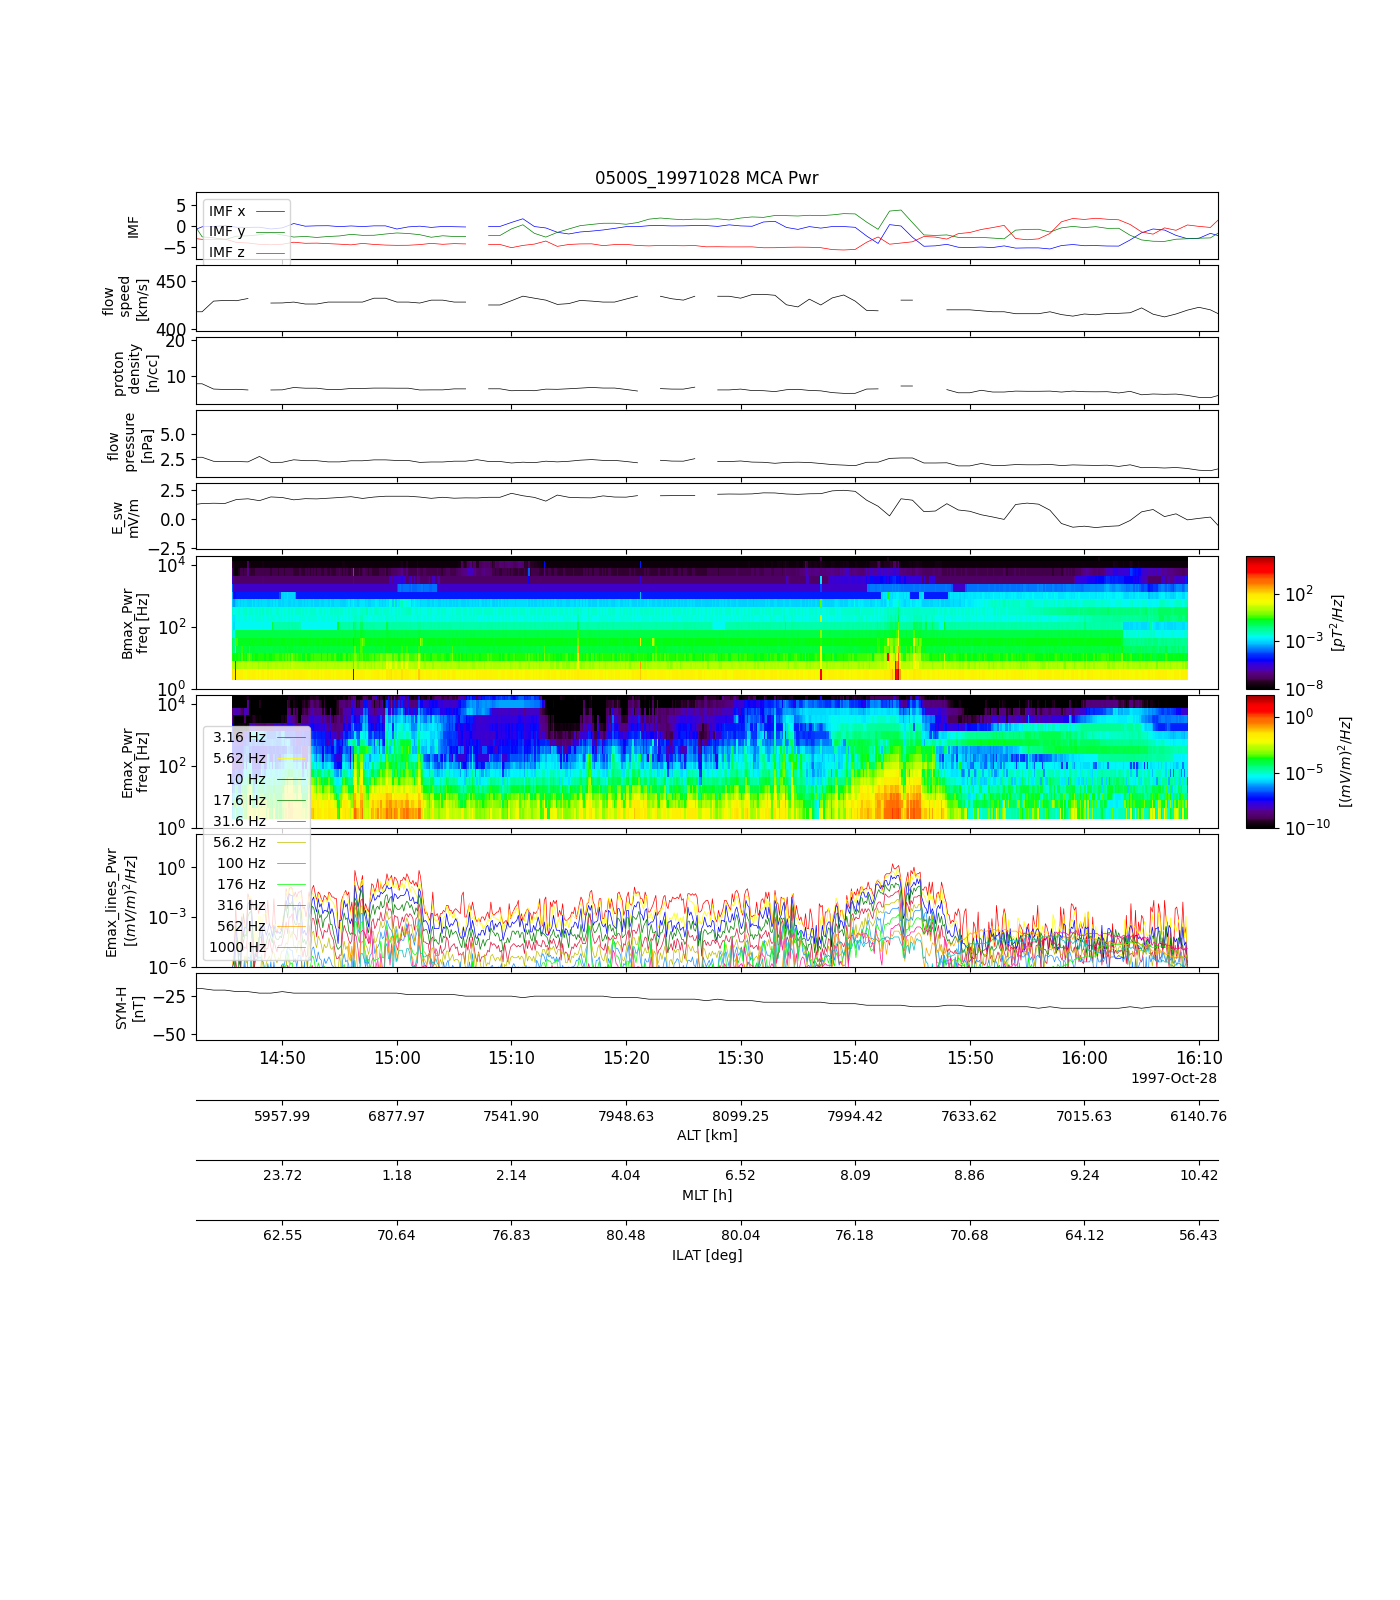 0500S_19971028 MCA Pwr
IMF
5
0
−5
IMF x
IMF y
IMF z
flow
speed
[km/s]
450
400
proton
density
[n/cc]
20
10
flow
pressure
[nPa]
5.0
2.5
E_sw
mV/m
2.5
0.0
−2.5
Bmax_Pwr
freq [Hz]
10^4
10^2
10^0
10^2
10^−3
10^−8
[pT^2/Hz]
Emax_Pwr
freq [Hz]
10^4
10^2
10^0
10^0
10^−5
10^−10
[(mV/m)^2/Hz]
3.16 Hz
5.62 Hz
10 Hz
17.6 Hz
31.6 Hz
56.2 Hz
100 Hz
176 Hz
316 Hz
562 Hz
1000 Hz
Emax_lines_Pwr
[(mV/m)^2/Hz]
10^0
10^−3
10^−6
SYM-H
[nT]
−25
−50
14:50 15:00 15:10 15:20 15:30 15:40 15:50 16:00 16:10
1997-Oct-28
5957.99 6877.97 7541.90 7948.63 8099.25 7994.42 7633.62 7015.63 6140.76
ALT [km]
23.72 1.18 2.14 4.04 6.52 8.09 8.86 9.24 10.42
MLT [h]
62.55 70.64 76.83 80.48 80.04 76.18 70.68 64.12 56.43
ILAT [deg]